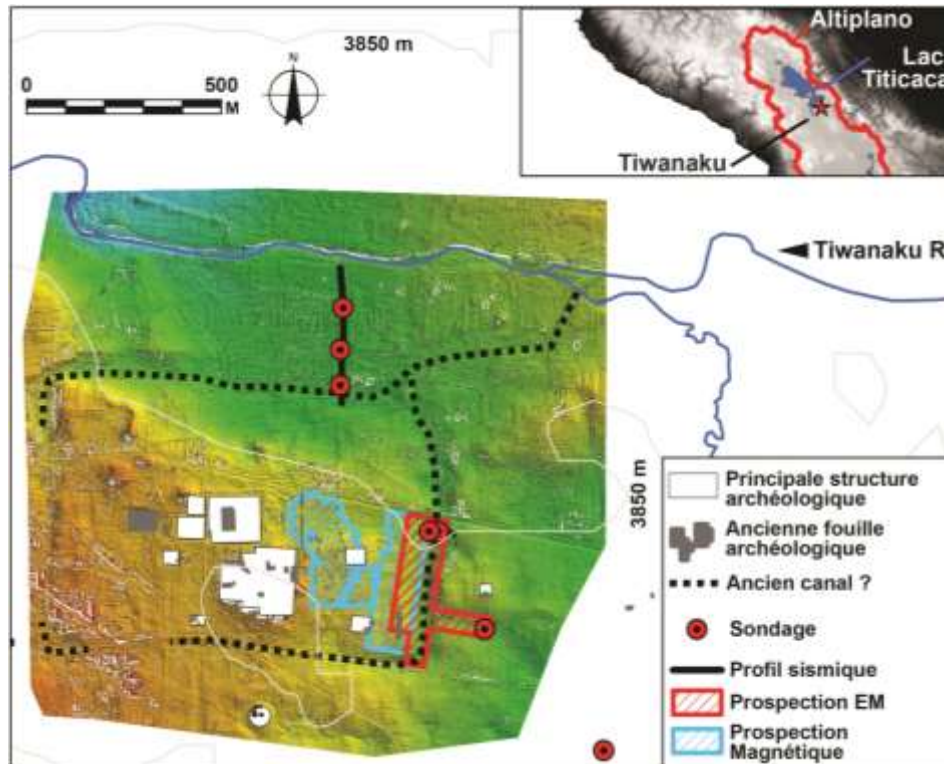 3850 m
0 500
M
N
Altiplano
Lac
Titicaca
Tiwanaku
Tiwanaku R
3850 m
Principale structure
archéologique
Ancienne fouille
archéologique
Ancien canal ?
Sondage
Profil sismique
Prospection EM
Prospection
Magnétique